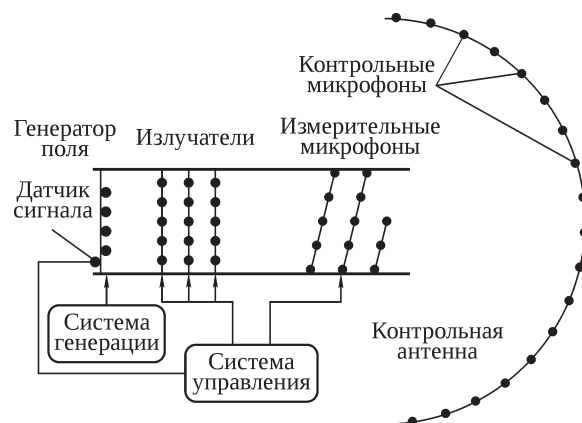 Контрольные
микрофоны
Генератор
поля
Излучатели
Измерительные
микрофоны
Датчик
сигнала
Система
генерации
Система
управления
Контрольная
антенна